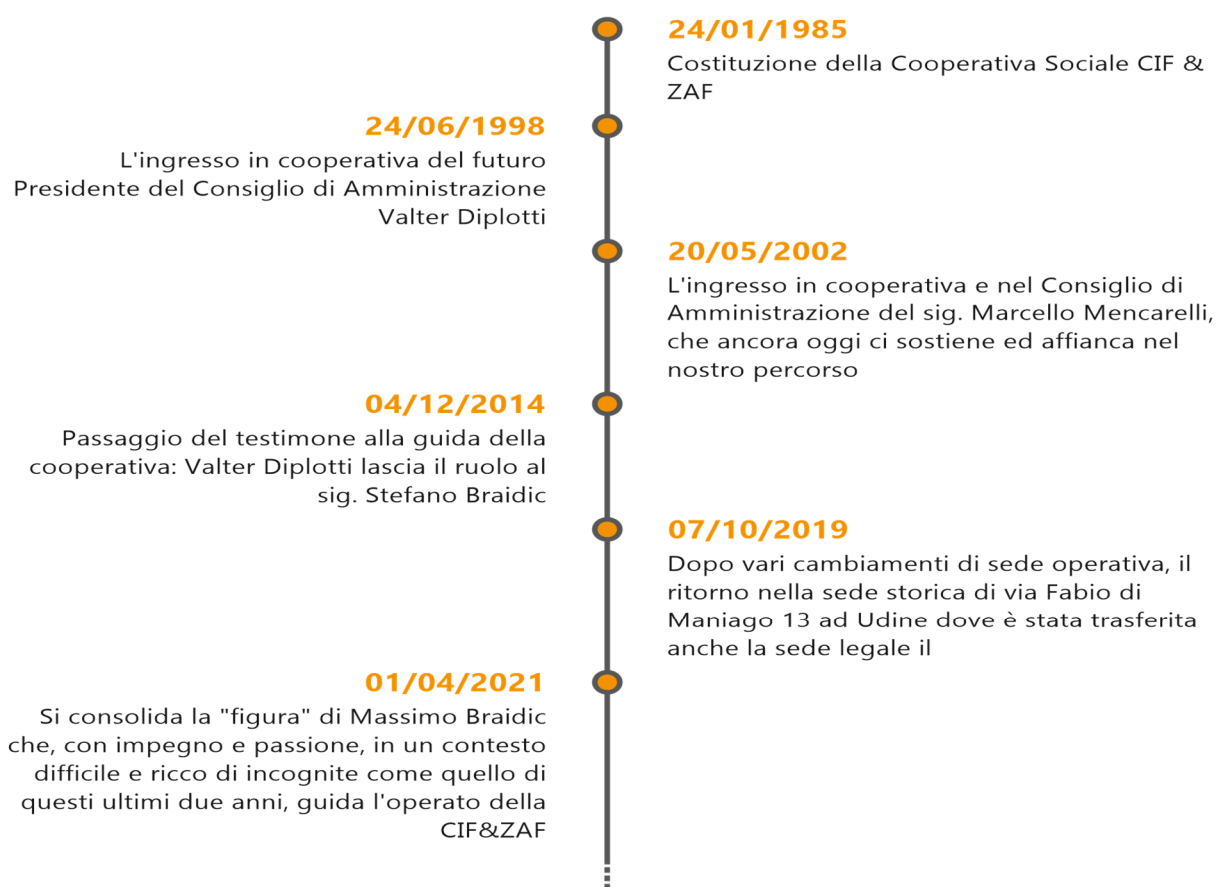 24/01/1985
Costituzione della Cooperativa Sociale CIF &
ZAF
24/06/1998
L'ingresso in cooperativa del futuro
Presidente del Consiglio di Amministrazione
Valter Diplotti
20/05/2002
L'ingresso in cooperativa e nel Consiglio di
Amministrazione del sig. Marcello Mencarelli,
che ancora oggi ci sostiene ed affianca nel
nostro percorso
04/12/2014
Passaggio del testimone alla guida della
cooperativa: Valter Diplotti lascia il ruolo al
sig. Stefano Braidic
07/10/2019
Dopo vari cambiamenti di sede operativa, il
ritorno nella sede storica di via Fabio di
Maniago 13 ad Udine dove è stata trasferita
anche la sede legale il
01/04/2021
Si consolida la "figura" di Massimo Braidic
che, con impegno e passione, in un contesto
difficile e ricco di incognite come quello di
questi ultimi due anni, guida l'operato della
CIF&ZAF